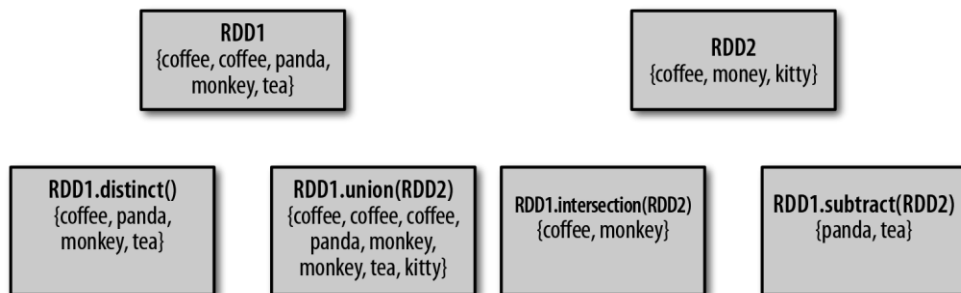 RDD1
{coffee, coffee, panda,
monkey, tea}
RDD2
{coffee, money, kitty}
RDD1.distinct()
{coffee, panda,
monkey, tea}
RDD1.union(RDD2)
{coffee, coffee, coffee,
panda, monkey,
monkey, tea, kitty}
RDD1.intersection(RDD2)
{coffee, monkey}
RDD1.subtract(RDD2)
{panda, tea}